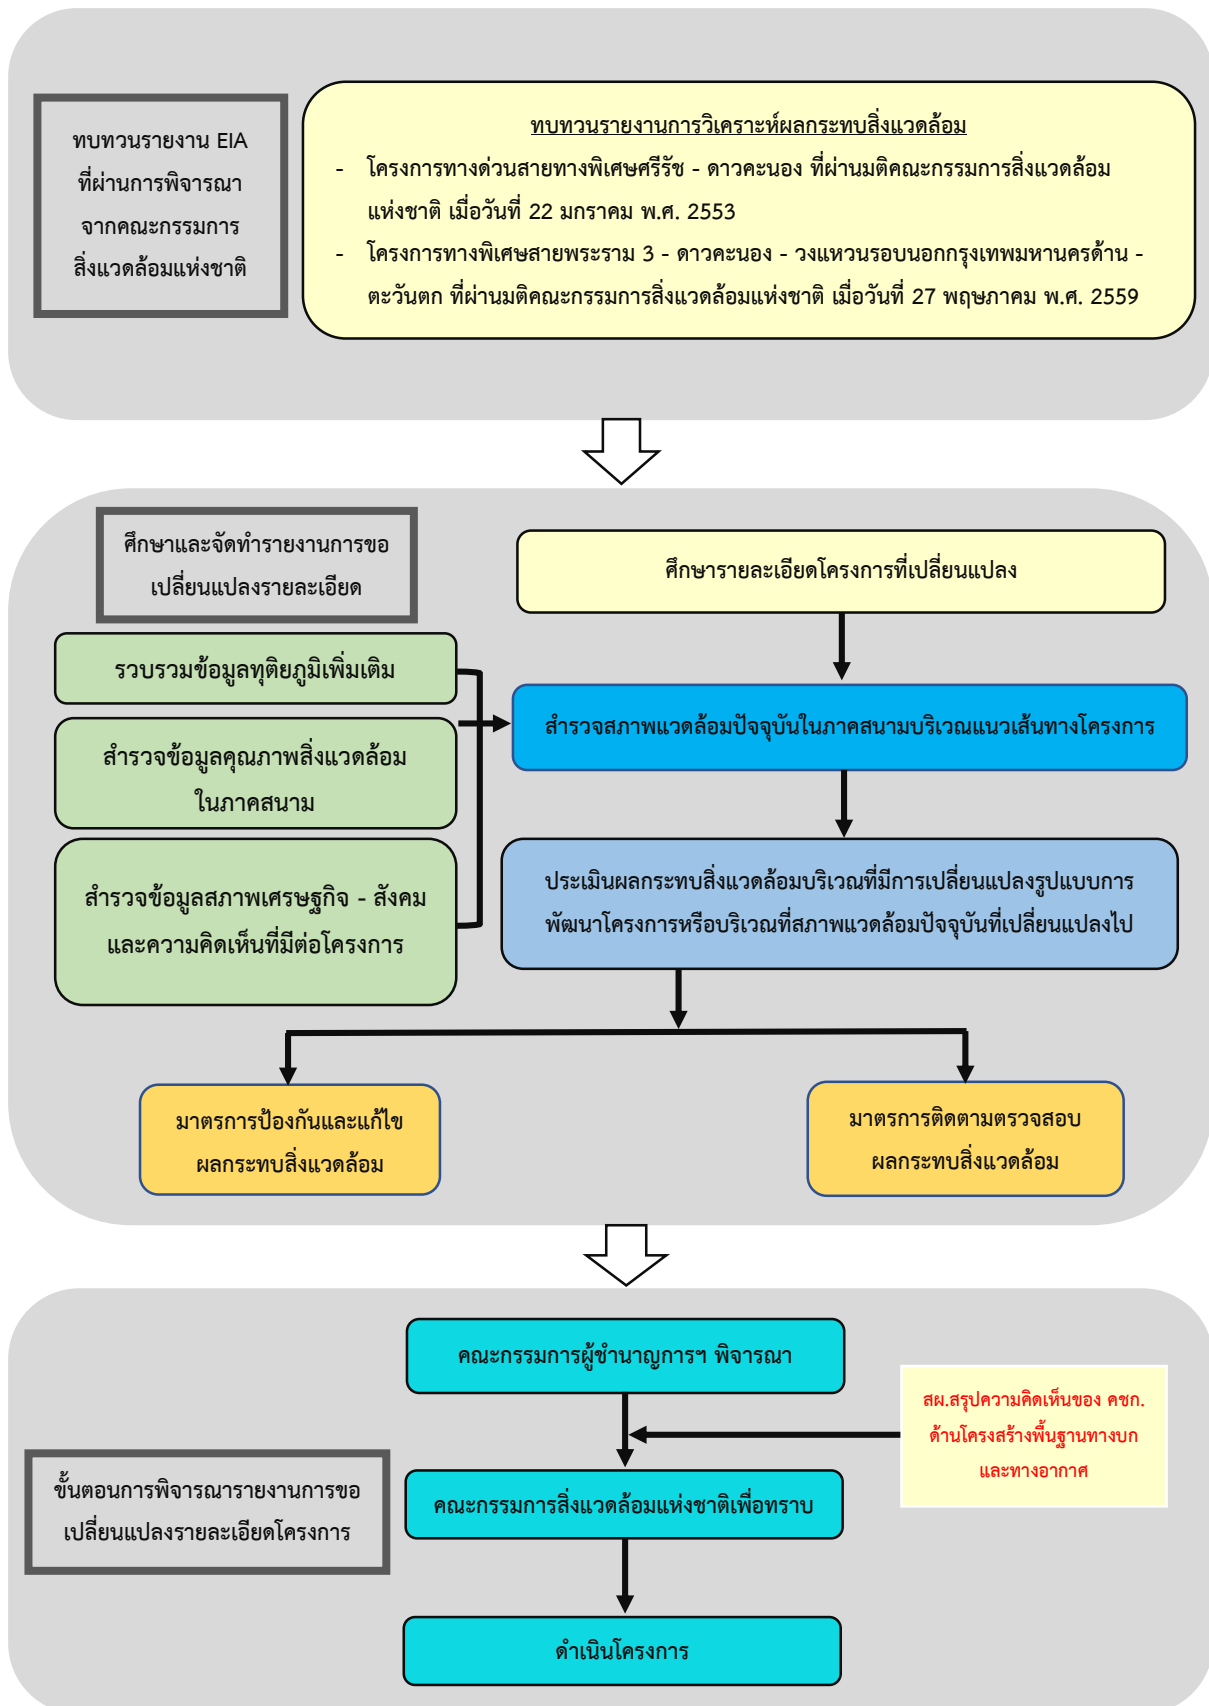 ทบทวนรายงาน EIA
ที่ผ่านการพิจารณา
จากคณะกรรมการ
สิ่งแวดล้อมแห่งชาติ
ทบทวนรายงานการวิเคราะห์ผลกระทบสิ่งแวดล้อม
- โครงการทางด่วนสายทางพิเศษศรีรัช - ดาวคะนอง ที่ผ่านมติคณะกรรมการสิ่งแวดล้อม
แห่งชาติ เมื่อวันที่ 22 มกราคม พ.ศ. 2553
- โครงการทางพิเศษสายพระราม 3 - ดาวคะนอง - วงแหวนรอบนอกกรุงเทพมหานครด้าน -
ตะวันตก ที่ผ่านมติคณะกรรมการสิ่งแวดล้อมแห่งชาติ เมื่อวันที่ 27 พฤษภาคม พ.ศ. 2559
ศึกษาและจัดทำรายงานการขอ
เปลี่ยนแปลงรายละเอียด
ศึกษารายละเอียดโครงการที่เปลี่ยนแปลง
รวบรวมข้อมูลทุติยภูมิเพิ่มเติม
สำรวจข้อมูลคุณภาพสิ่งแวดล้อม
ในภาคสนาม
สำรวจข้อมูลสภาพเศรษฐกิจ - สังคม
และความคิดเห็นที่มีต่อโครงการ
สำรวจสภาพแวดล้อมปัจจุบันในภาคสนามบริเวณแนวเส้นทางโครงการ
ประเมินผลกระทบสิ่งแวดล้อมบริเวณที่มีการเปลี่ยนแปลงรูปแบบการ
พัฒนาโครงการหรือบริเวณที่สภาพแวดล้อมปัจจุบันที่เปลี่ยนแปลงไป
มาตรการป้องกันและแก้ไข
ผลกระทบสิ่งแวดล้อม
มาตรการติดตามตรวจสอบ
ผลกระทบสิ่งแวดล้อม
คณะกรรมการผู้ชำนาญการฯ พิจารณา
สผ.สรุปความคิดเห็นของ คชก.
ด้านโครงสร้างพื้นฐานทางบก
และทางอากาศ
ขั้นตอนการพิจารณารายงานการขอ
เปลี่ยนแปลงรายละเอียดโครงการ
คณะกรรมการสิ่งแวดล้อมแห่งชาติเพื่อทราบ
ดำเนินโครงการ